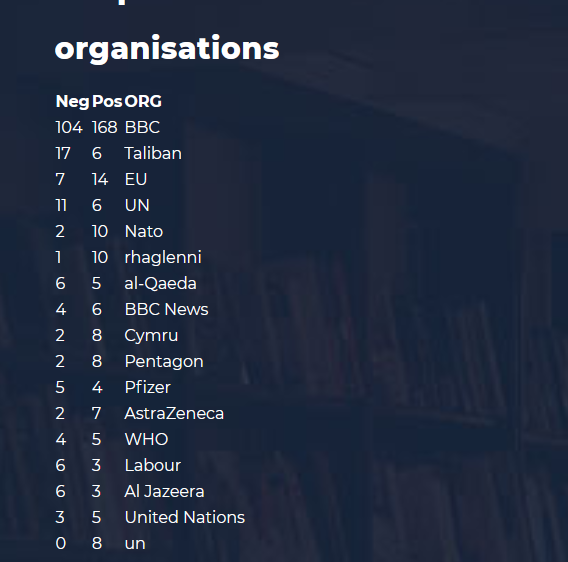 organisations
Neg Pos ORG
104 168 BBC
17 6 Taliban
7 14 EU
11 6 UN
2 10 Nato
1 10 rhaglenni
6 5 al-Qaeda
4 6 BBC News
2 8 Cymru
2 8 Pentagon
5 4 Pfizer
2 7 AstraZeneca
4 5 WHO
6 3 Labour
6 3 Al Jazeera
3 5 United Nations
0 8 un